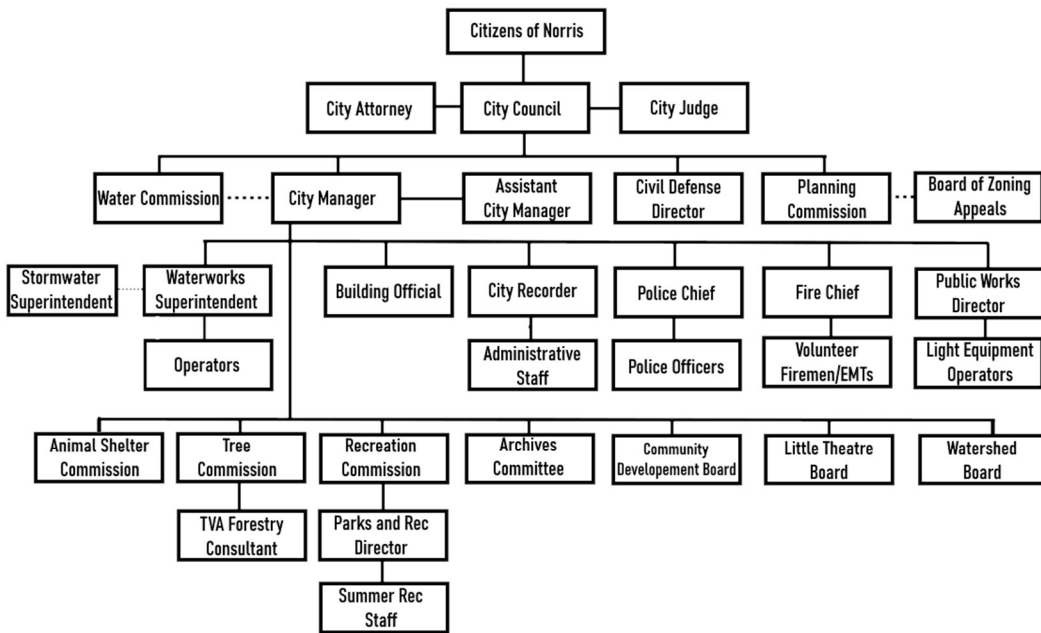 Citizens of Norris
City Attorney
City Council
City Judge
Water Commission
City Manager
Assistant
City Manager
Civil Defense
Director
Planning
Commission
Board of Zoning
Appeals
Stormwater
Superintendent
Waterworks
Superintendent
Building Official
City Recorder
Police Chief
Fire Chief
Public Works
Director
Operators
Administrative
Staff
Police Officers
Volunteer
Firemen/EMTs
Light Equipment
Operators
Animal Shelter
Commission
Tree
Commission
Recreation
Commission
Archives
Committee
Community
Developement Board
Little Theatre
Board
Watershed
Board
TVA Forestry
Consultant
Parks and Rec
Director
Summer Rec
Staff